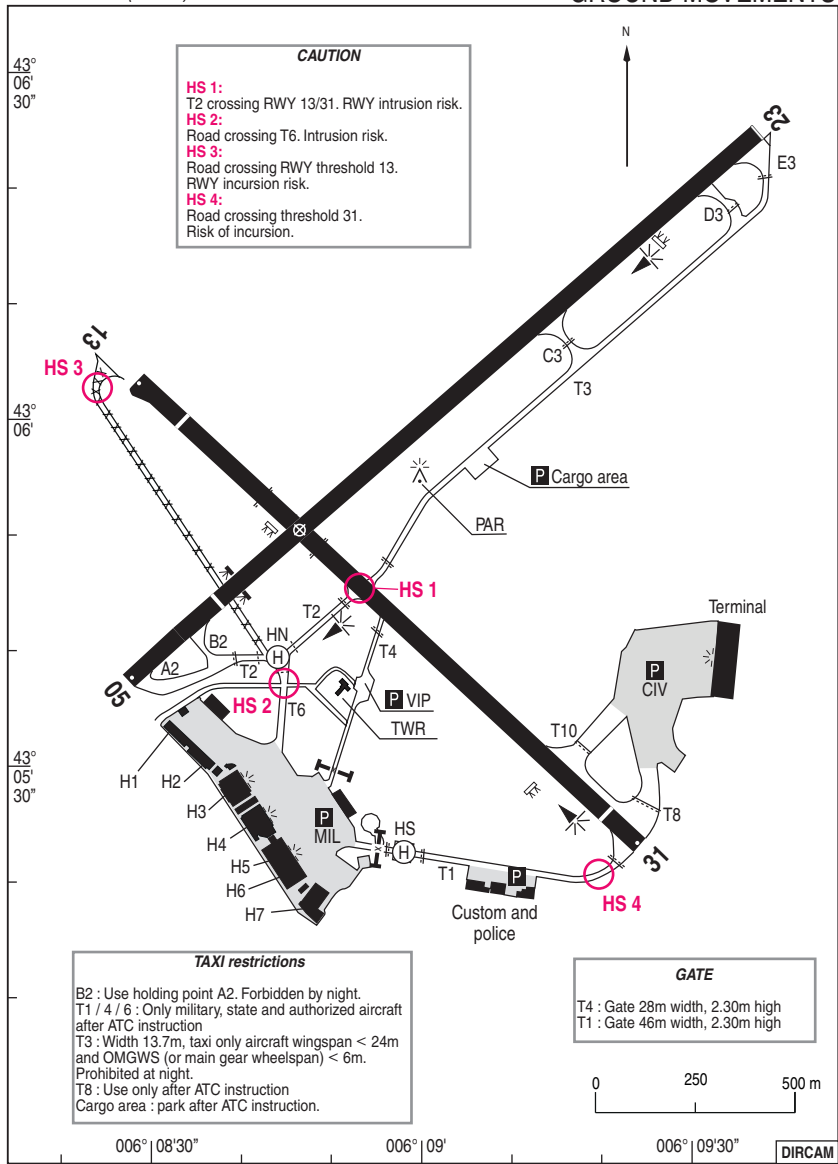 CAUTION
HS 1:
T2 crossing RWY 13/31. RWY intrusion risk.
HS 2:
Road crossing T6. Intrusion risk.
HS 3:
Road crossing RWY threshold 13.
RWY incursion risk.
HS 4:
Road crossing threshold 31.
Risk of incursion.
N
43°
06'
30”
23
E3
D3
13
HS 3
C3
T3
43°
06'
P Cargo area
PAR
HS 1
T2
HN
H
B2
T2
A2
T4
Terminal
P
CIV
05
HS 2
T6
P VIP
TWR
T10
43°
05'
30”
H1
H2
H3
H4
H5
H6
H7
P
MIL
HS
H
T8
31
T1
P
HS 4
Custom and
police
TAXI restrictions
B2 : Use holding point A2. Forbidden by night.
T1 / 4 / 6 : Only military, state and authorized aircraft
after ATC instruction
T3 : Width 13.7m, taxi only aircraft wingspan < 24m
and OMGWS (or main gear wheelspan) < 6m.
Prohibited at night.
T8 : Use only after ATC instruction
Cargo area : park after ATC instruction.
GATE
T4 : Gate 28m width, 2.30m high
T1 : Gate 46m width, 2.30m high
0 250 500 m
006° 08'30” 006° 09' 006° 09'30”
DIRCAM